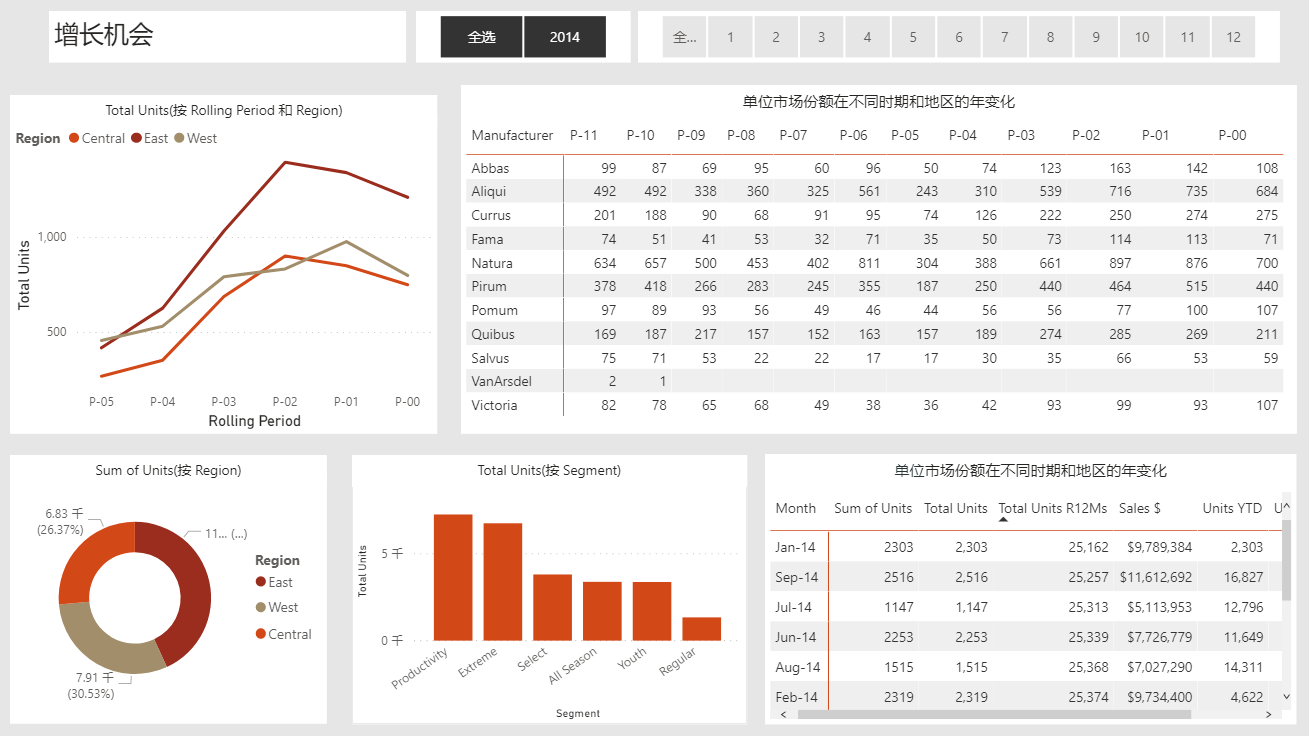 增长机会
全选 2014
全... 1 2 3 4 5 6 7 8 9 10 11 12
Total Units(按 Rolling Period 和 Region)
Region Central East West
Total Units
1,000
500
P-05 P-04 P-03 P-02 P-01 P-00
Rolling Period
单位市场份额在不同时期和地区的年变化
Manufacturer P-11 P-10 P-09 P-08 P-07 P-06 P-05 P-04 P-03 P-02 P-01 P-00
Abbas 99 87 69 95 60 96 50 74 123 163 142 108
Aliqui 492 492 338 360 325 561 243 310 539 716 735 684
Currus 201 188 90 68 91 95 74 126 222 250 274 275
Fama 74 51 41 53 32 71 35 50 73 114 113 71
Natura 634 657 500 453 402 811 304 388 661 897 876 700
Pirum 378 418 266 283 245 355 187 250 440 464 515 440
Pomum 97 89 93 56 49 46 44 56 56 77 100 107
Quibus 169 187 217 157 152 163 157 189 274 285 269 211
Salvus 75 71 53 22 22 17 17 30 35 66 53 59
VanArsdel 2 1
Victoria 82 78 65 68 49 38 36 42 93 99 93 107
Sum of Units(按 Region)
6.83 千
(26.37%)
11... (...)
7.91 千
(30.53%)
Region
East
West
Central
Total Units(按 Segment)
Total Units
5 千
0 千
Productivity Extreme Select All Season Youth Regular
Segment
单位市场份额在不同时期和地区的年变化
Month Sum of Units Total Units Total Units R12Ms Sales $ Units YTD U
Jan-14 2303 2,303 25,162 $9,789,384 2,303
Sep-14 2516 2,516 25,257 $11,612,692 16,827
Jul-14 1147 1,147 25,313 $5,113,953 12,796
Jun-14 2253 2,253 25,339 $7,726,779 11,649
Aug-14 1515 1,515 25,368 $7,027,290 14,311
Feb-14 2319 2,319 25,374 $9,734,400 4,622